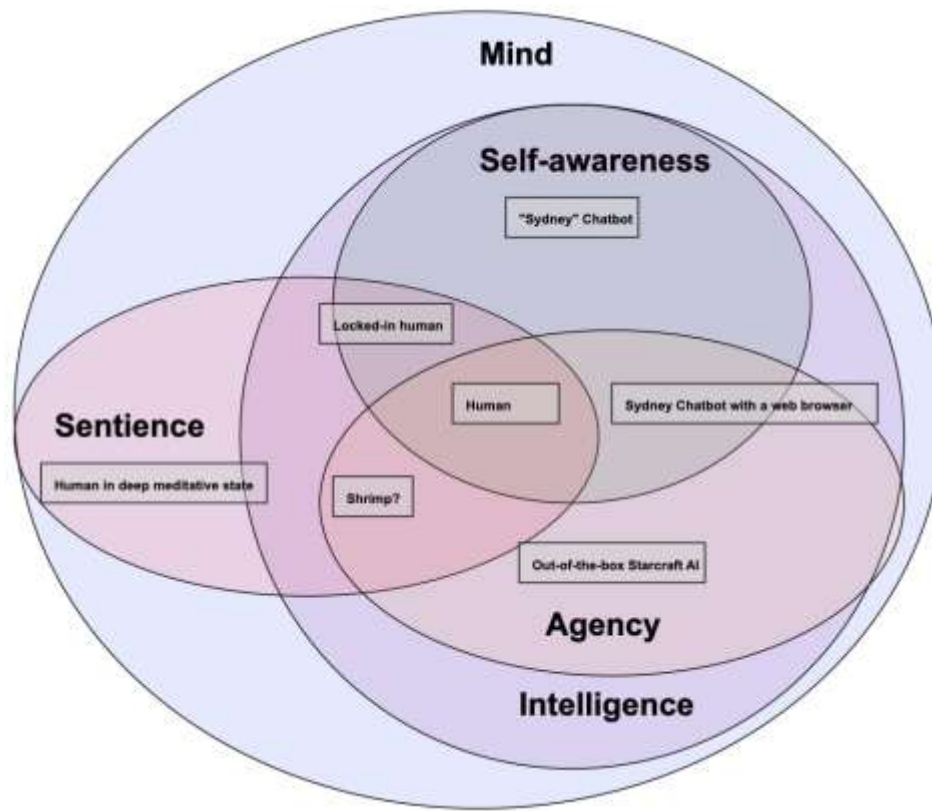 Mind
Self-awareness
"Sydney" Chatbot
Locked-in human
Human
Sydney Chatbot with a web browser
Sentience
Human in deep meditative state
Shrimp?
Out-of-the-box Starcraft AI
Agency
Intelligence